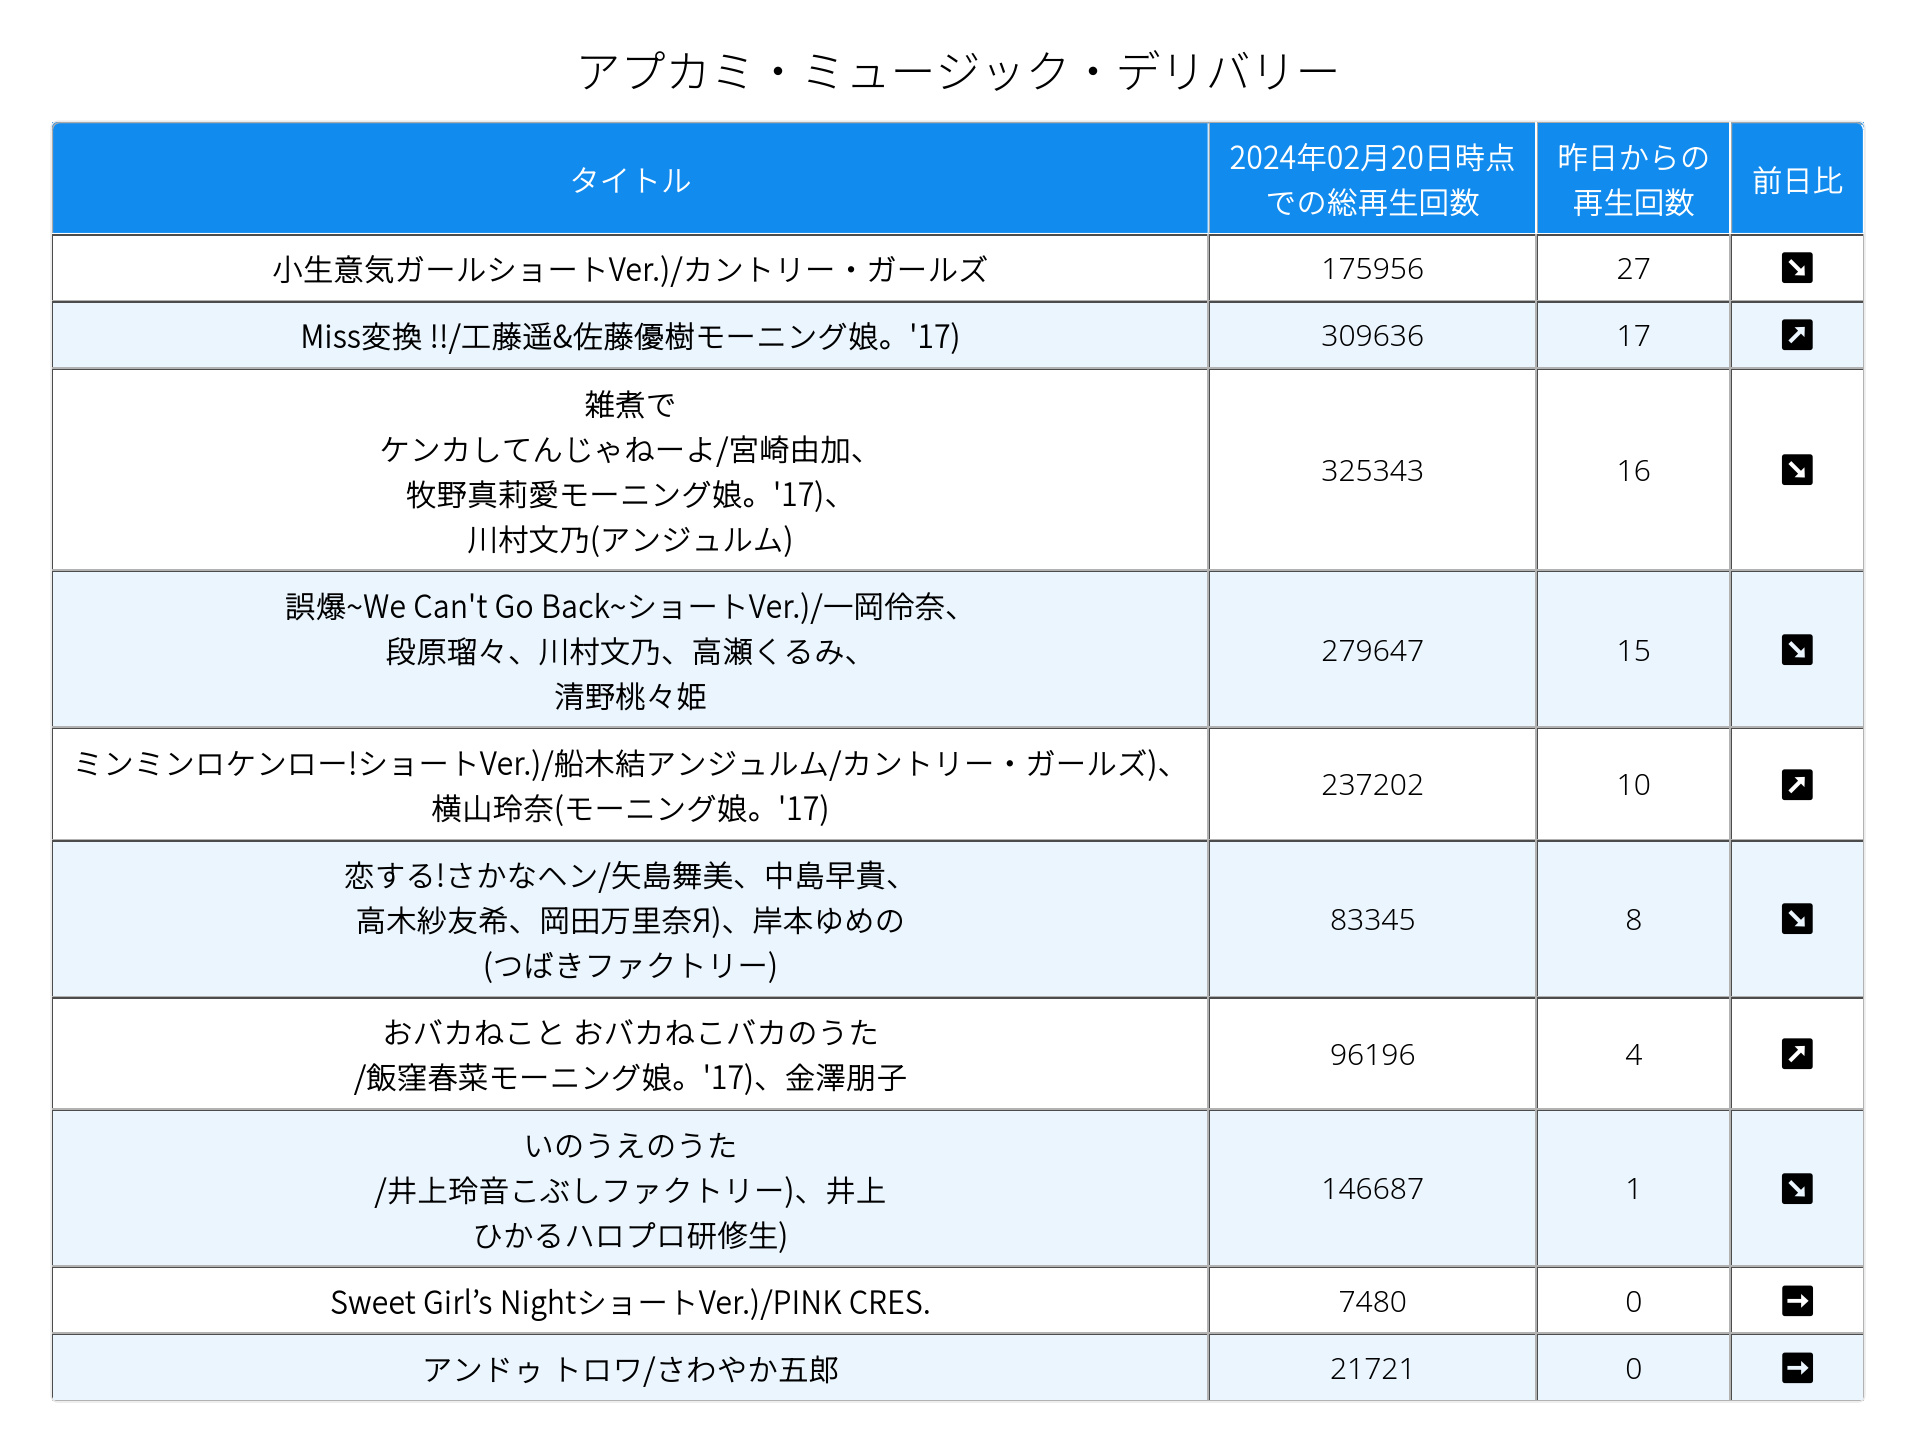 アプカミ・ミュージック・デリバリー
タイトル
2024年02月20日時点
での総再生回数
昨日からの
再生回数
前日比
小生意気ガールショートVer.)/カントリー・ガールズ
175956
27
Miss変換 !!/工藤遥&佐藤優樹モーニング娘。'17)
309636
17
雑煮で
ケンカしてんじゃねーよ/宮崎由加、
牧野真莉愛モーニング娘。'17)、
川村文乃(アンジュルム)
325343
16
誤爆~We Can't Go Back~ショートVer.)/一岡伶奈、
段原瑠々、川村文乃、高瀬くるみ、
清野桃々姫
279647
15
ミンミンロケンロー!ショートVer.)/船木結アンジュルム/カントリー・ガールズ)、
横山玲奈(モーニング娘。'17)
237202
10
恋する!さかなヘン/矢島舞美、中島早貴、
高木紗友希、岡田万里奈Я)、岸本ゆめの
(つばきファクトリー)
83345
8
おバカねこと おバカねこバカのうた
/飯窪春菜モーニング娘。'17)、金澤朋子
96196
4
いのうえのうた
/井上玲音こぶしファクトリー)、井上
ひかるハロプロ研修生)
146687
1
Sweet Girl’s NightショートVer.)/PINK CRES.
7480
0
アンドゥ トロワ/さわやか五郎
21721
0